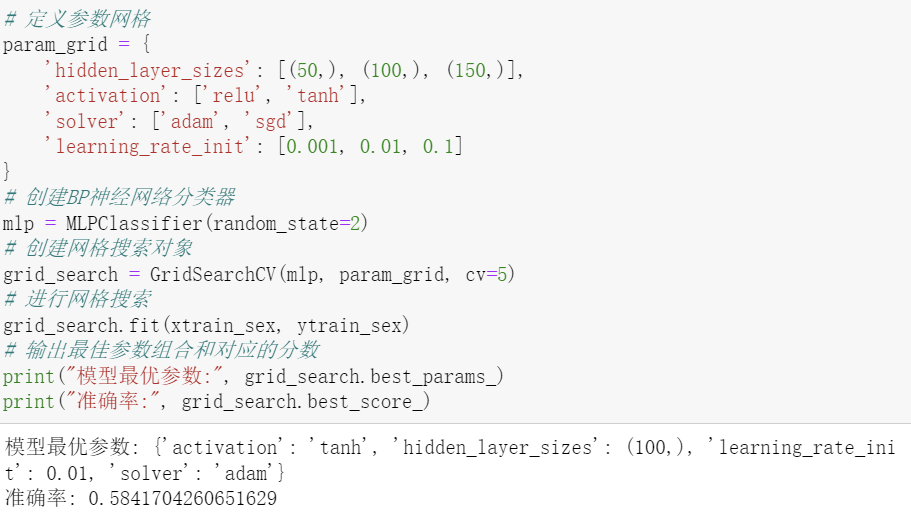 # 定义参数网格
param_grid = {
    'hidden_layer_sizes': [(50,), (100,), (150,)],
    'activation': ['relu', 'tanh'],
    'solver': ['adam', 'sgd'],
    'learning_rate_init': [0.001, 0.01, 0.1]
}
# 创建BP神经网络分类器
mlp = MLPClassifier(random_state=2)
# 创建网格搜索对象
grid_search = GridSearchCV(mlp, param_grid, cv=5)
# 进行网格搜索
grid_search.fit(xtrain_sex, ytrain_sex)
# 输出最佳参数组合和对应的分数
print("模型最优参数:", grid_search.best_params_)
print("准确率:", grid_search.best_score_)
模型最优参数: {'activation': 'tanh', 'hidden_layer_sizes': (100,), 'learning_rate_ini
t': 0.01, 'solver': 'adam'}
准确率: 0.5841704260651629